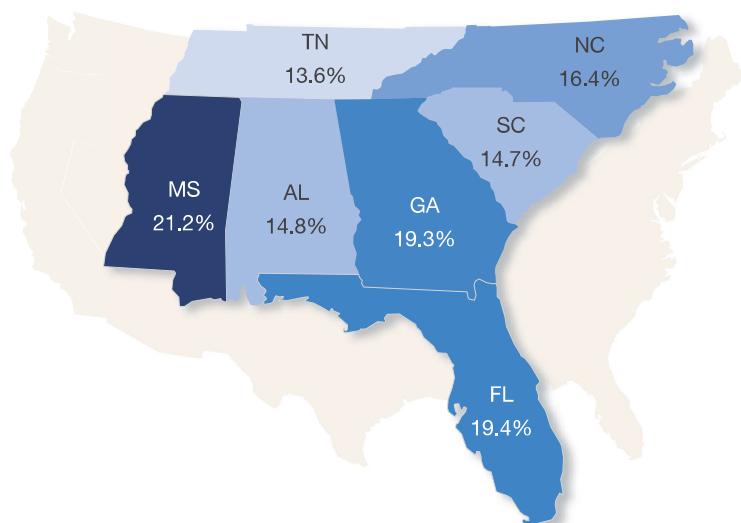 TN
13.6%
NC
16.4%
SC
14.7%
MS
21.2%
AL
14.8%
GA
19.3%
FL
19.4%